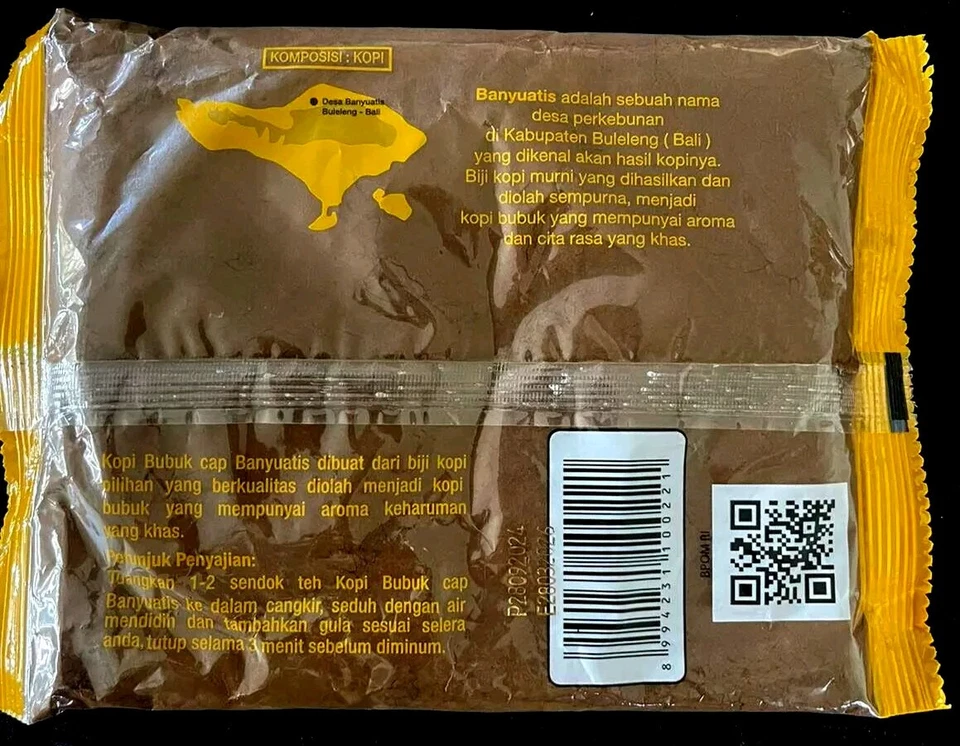 KOMPOSISI : KOPI
Desa Banyuatis
Buleleng - Bali
Banyuatis adalah sebuah nama
desa perkebunan
di Kabupaten Buleleng ( Bali )
yang dikenal akan hasil kopinya.
Biji kopi murni yang dihasilkan dan
diolah sempurna, menjadi
kopi bubuk yang mempunyai aroma
dan cita rasa yang khas.
Kopi Bubuk cap Banyuatis dibuat dari biji kopi
pilihan yang berkualitas diolah menjadi kopi
bubuk yang mempunyai aroma keharuman
yang khas.
Petunjuk Penyajian:
Tuangkan 1-2 sendok teh Kopi Bubuk cap
Banyuatis ke dalam cangkir, seduh dengan air
mendidih dan tambahkan gula sesuai selera
anda, tutup selama 3 menit sebelum diminum.
P28092024
E28032026
8 994231 100221
BPOM RI